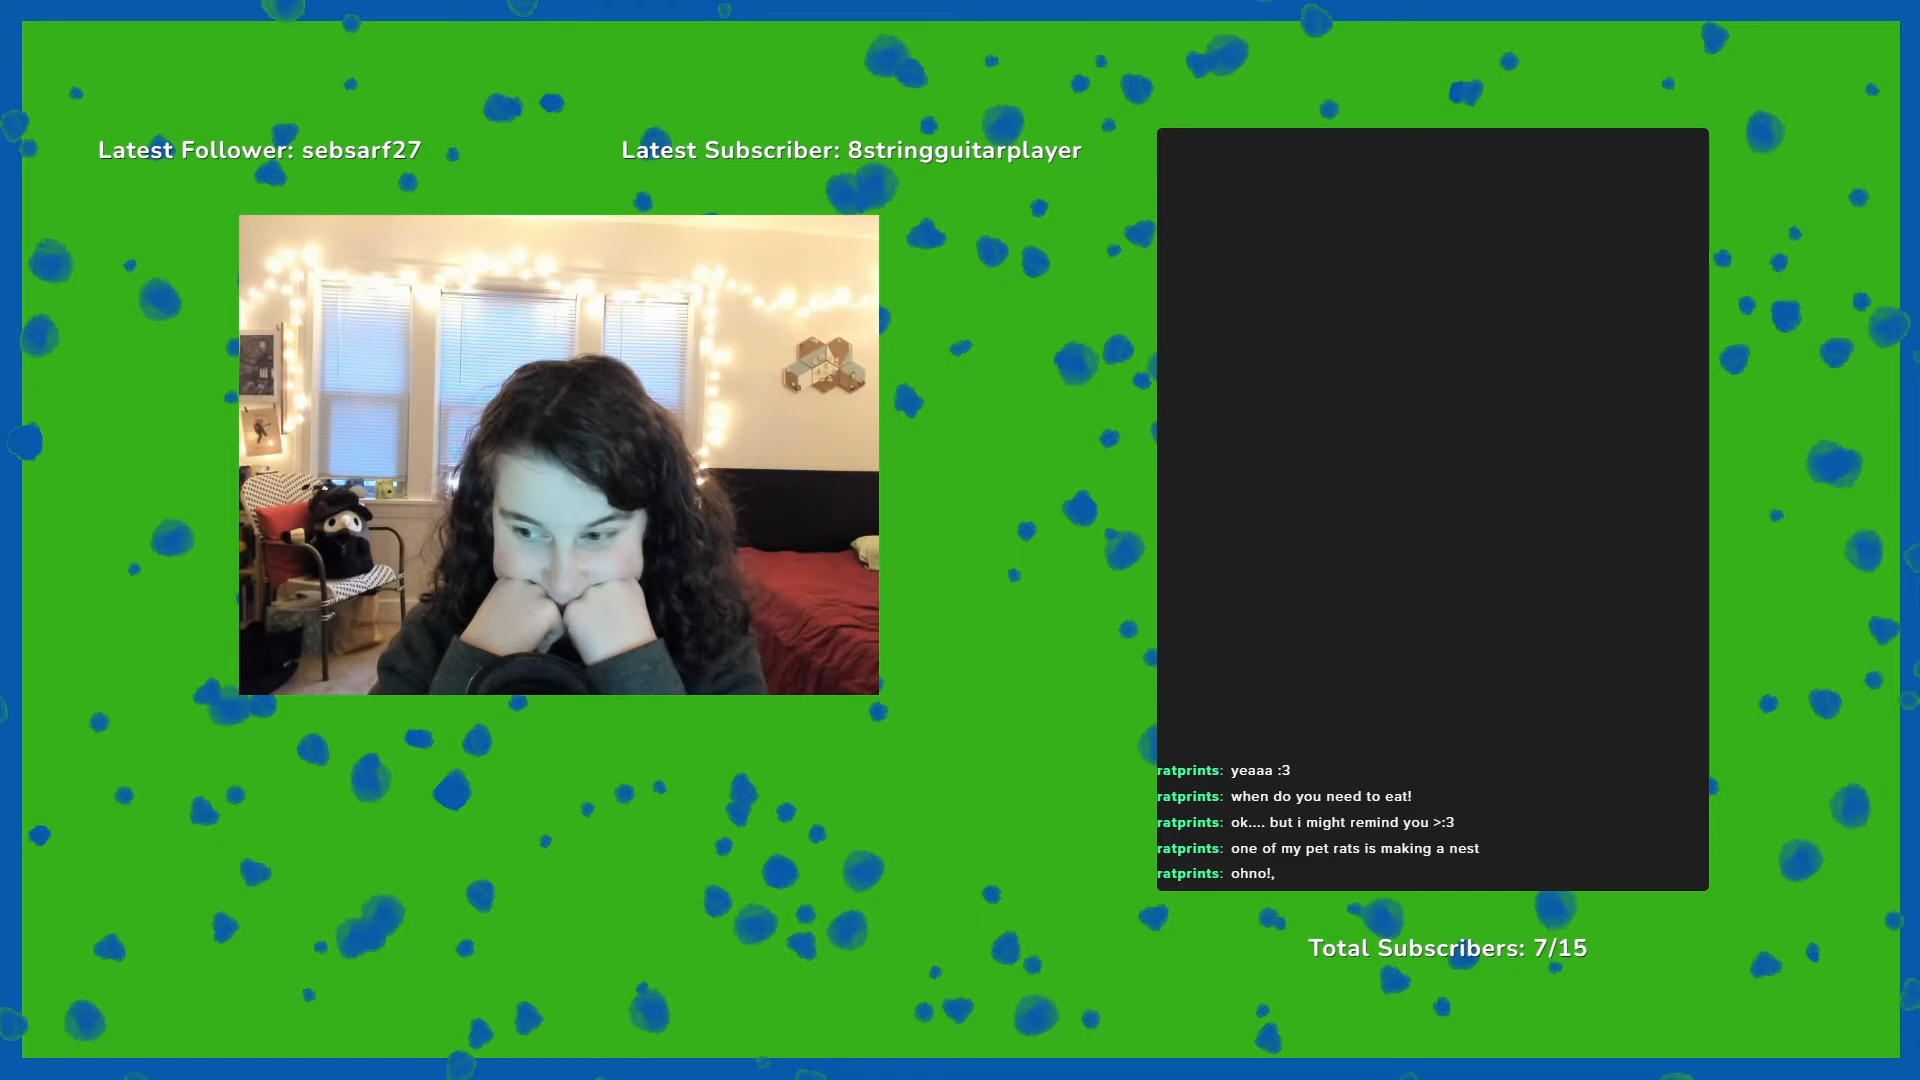 Latest Follower: sebsarf27
Latest Subscriber: 8stringguitarplayer
ratprints: yeaaa :3
ratprints: when do you need to eat!
ratprints: ok.... but i might remind you >:3
ratprints: one of my pet rats is making a nest
ratprints: ohno!,
Total Subscribers: 7/15